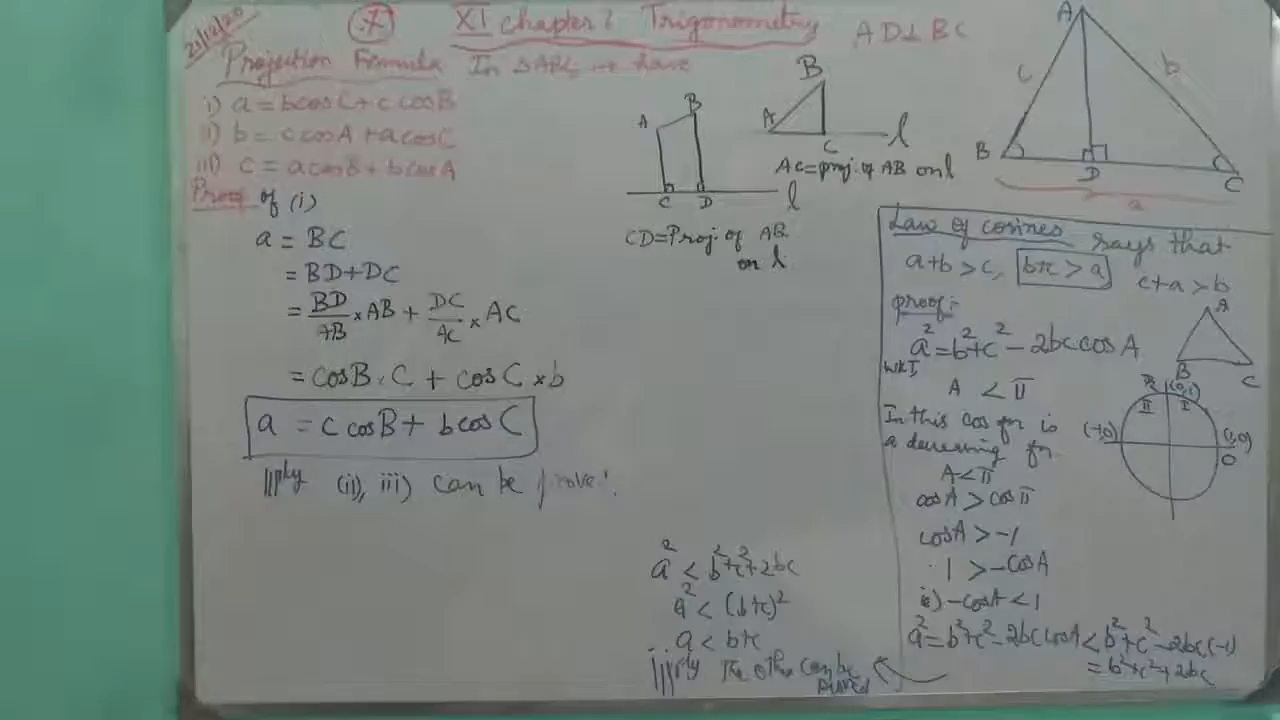 21/12/20
X
XI chapter: Trigonometry
AD⊥BC
Projection Formula In ΔABC, we have
i) a = b cos C + c cos B
ii) b = c cos A + a cos C
iii) c = a cos B + b cos A
Proof of (i)
a = BC
= BD + DC
= BD/AB × AB + DC/AC × AC
= cos B . C + cos C × b
a = c cos B + b cos C
|||ply (ii), iii) can be proved.
A B
C D l
CD = Proj. of AB
on l
B
A
C l
AC = proj. of AB on l
A
c b
B D C
a
Law of cosines says that
a+b > c, b+c > a, c+a > b
proof:-
a² = b² + c² - 2bc cos A
A
B C
WKT,
A < π
In this cos fn is
a decreasing fn.
A < π
cos A > cos π
cos A > -1
1 > -cos A
ie) -cos A < 1
a² = b² + c² - 2bc cos A < b² + c² - 2bc.(-1)
= b² + c² + 2bc
(0,1)
II I
(-1,0) (1,0)
O
a² < b² + c² + 2bc
a² < (b+c)²
∴ a < b+c
|||ply The other can be
proved